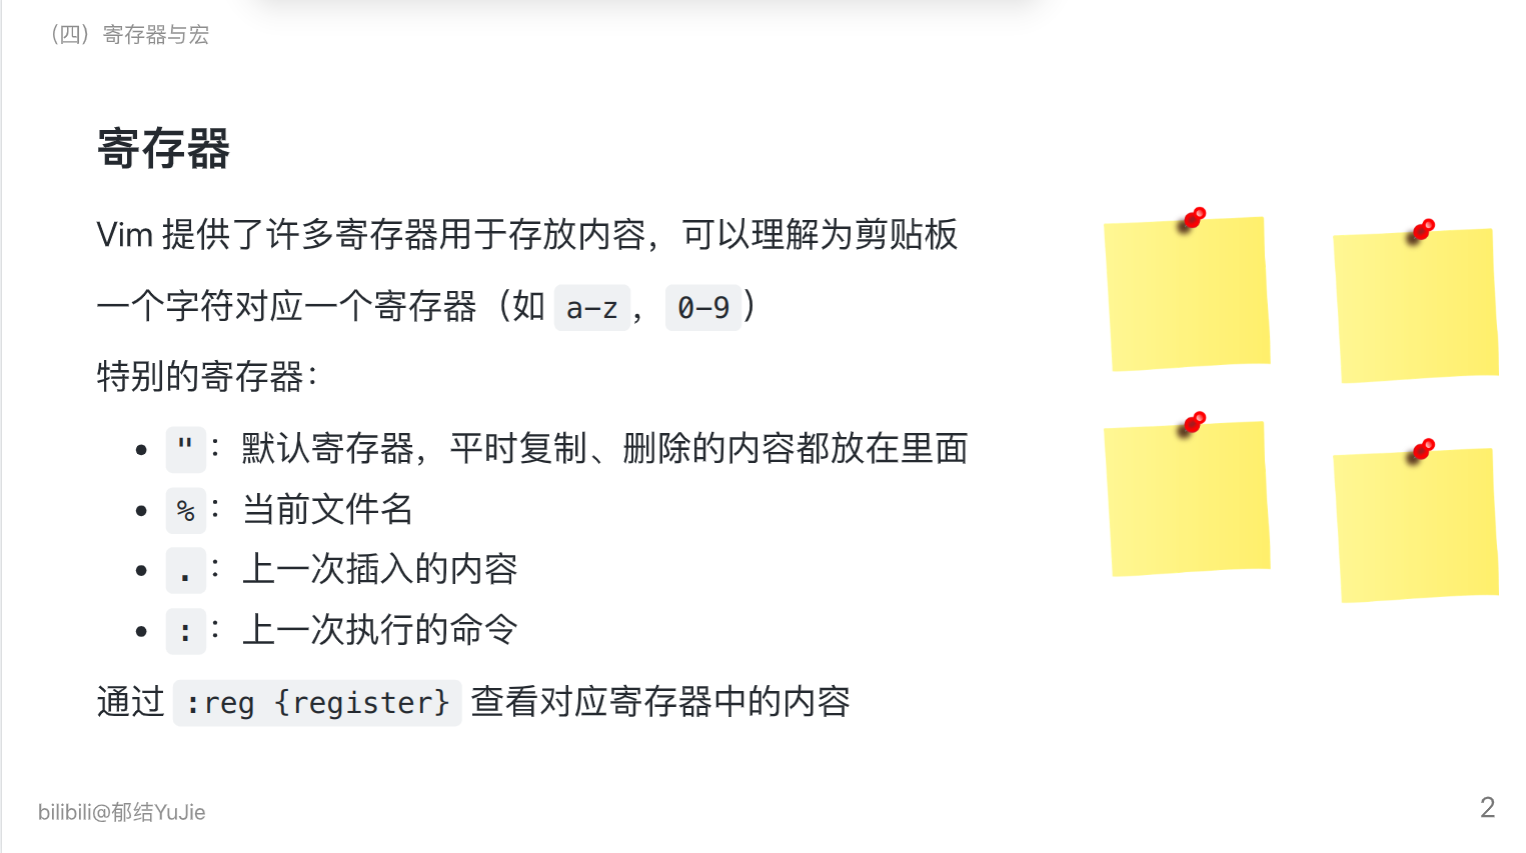 （四）寄存器与宏
寄存器
Vim 提供了许多寄存器用于存放内容，可以理解为剪贴板
一个字符对应一个寄存器（如 a-z，0-9）
特别的寄存器：
• "：默认寄存器，平时复制、删除的内容都放在里面
• %：当前文件名
• .：上一次插入的内容
• :：上一次执行的命令
通过 :reg {register} 查看对应寄存器中的内容
bilibili@郁结YuJie
2